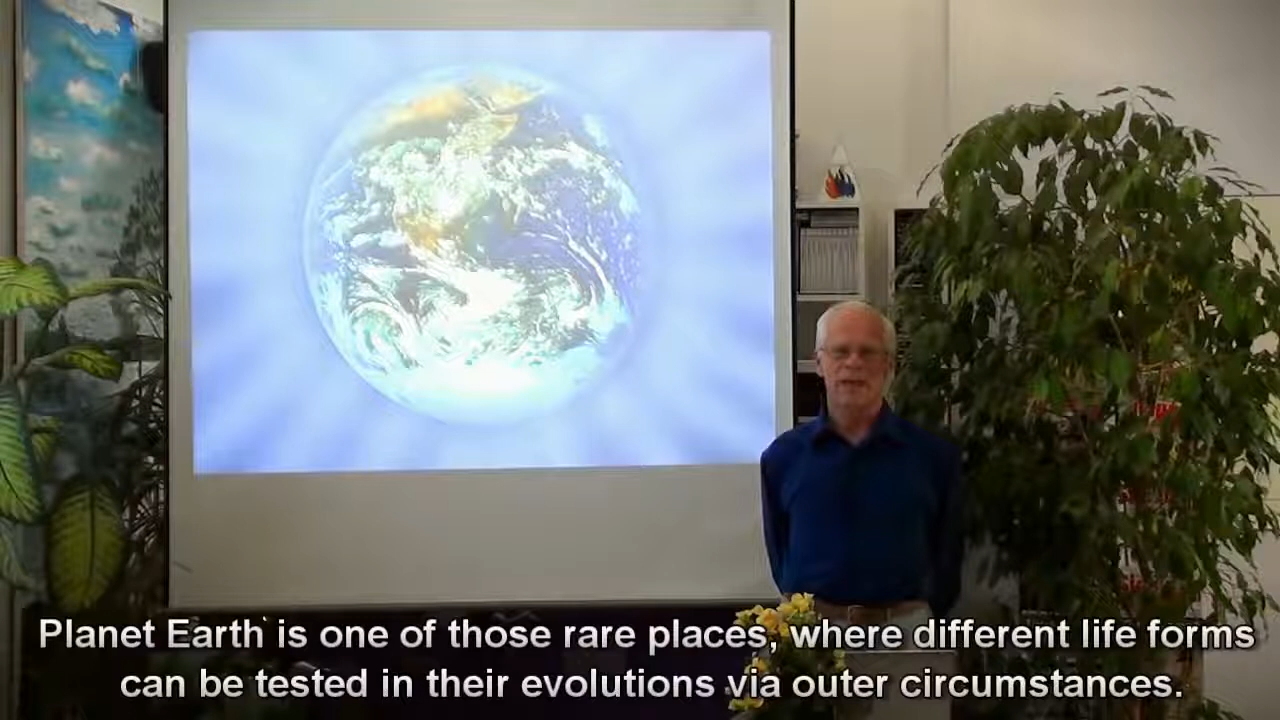 Planet Earth is one of those rare places, where different life forms
can be tested in their evolutions via outer circumstances.